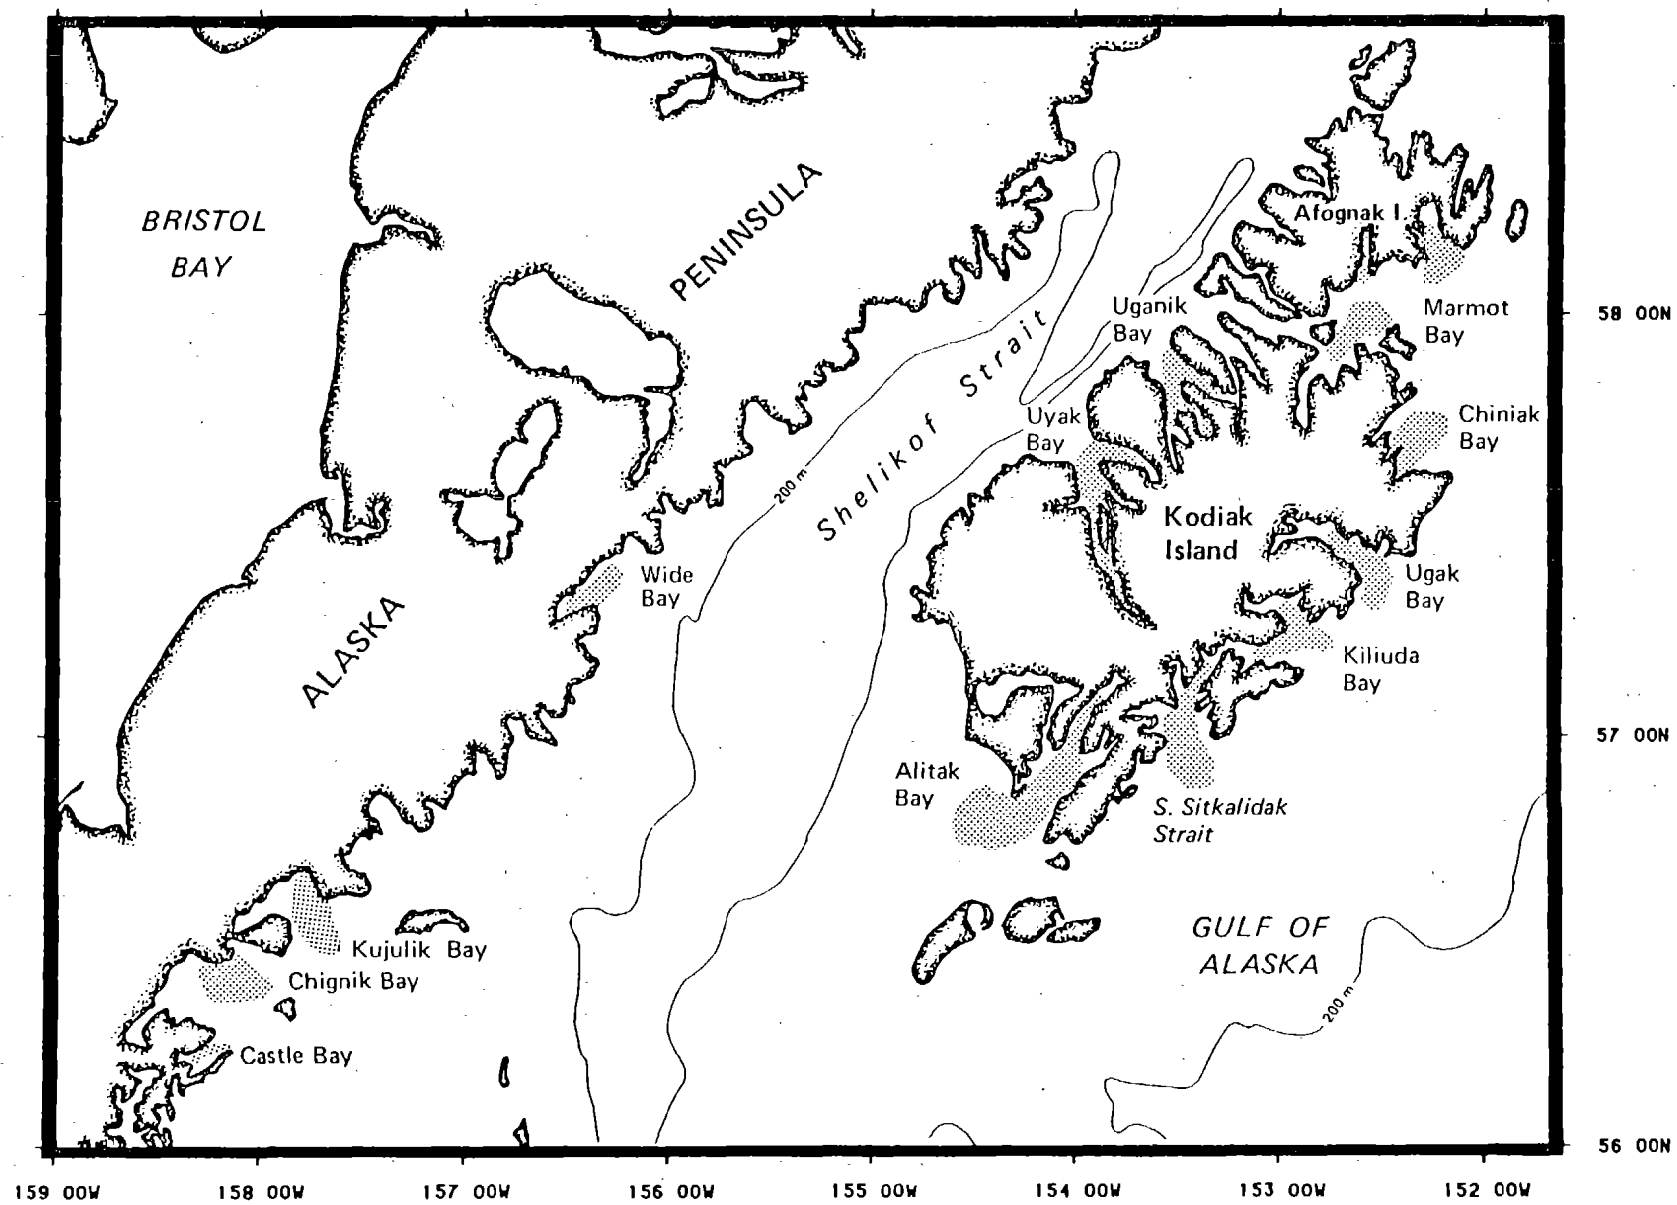 BRISTOL
BAY
PENINSULA
Afognak I.
Uganik
Bay
Marmot
Bay
58 00N
Shelikof Strait
Uyak
Bay
Chiniak
Bay
200 m
Kodiak
Island
Wide
Bay
Ugak
Bay
ALASKA
Kiliuda
Bay
57 00N
Alitak
Bay
S. Sitkalidak
Strait
Kujulik Bay
Chignik Bay
GULF OF
ALASKA
200 m
Castle Bay
56 00N
159 00W 158 00W 157 00W 156 00W 155 00W 154 00W 153 00W 152 00W